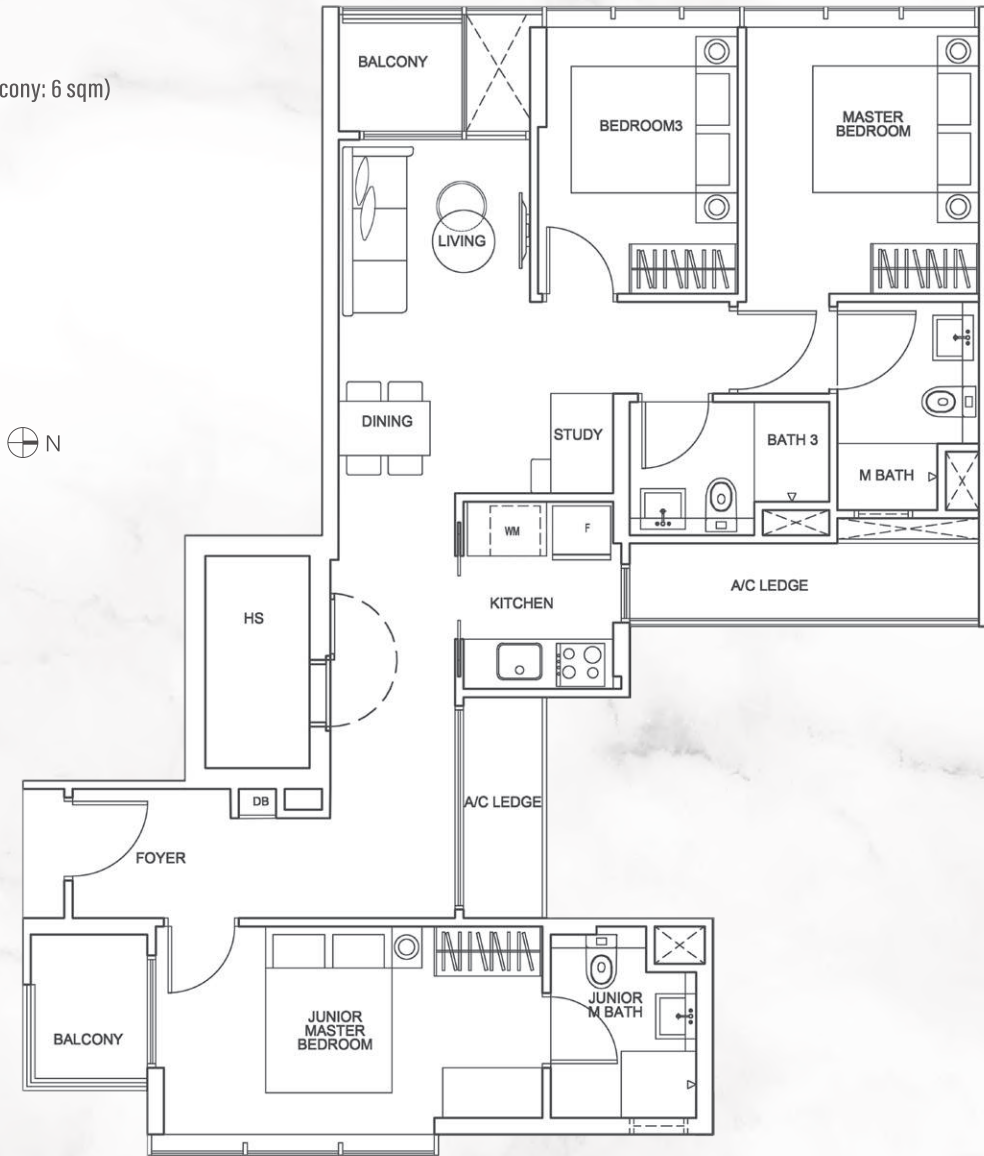 BALCONY
cony: 6 sqm)
BEDROOM3
MASTER
BEDROOM
LIVING
DINING
N
STUDY
BATH 3
M BATH
WM
F
A/C LEDGE
KITCHEN
HS
DB
A/C LEDGE
FOYER
JUNIOR
M BATH
JUNIOR
MASTER
BEDROOM
BALCONY